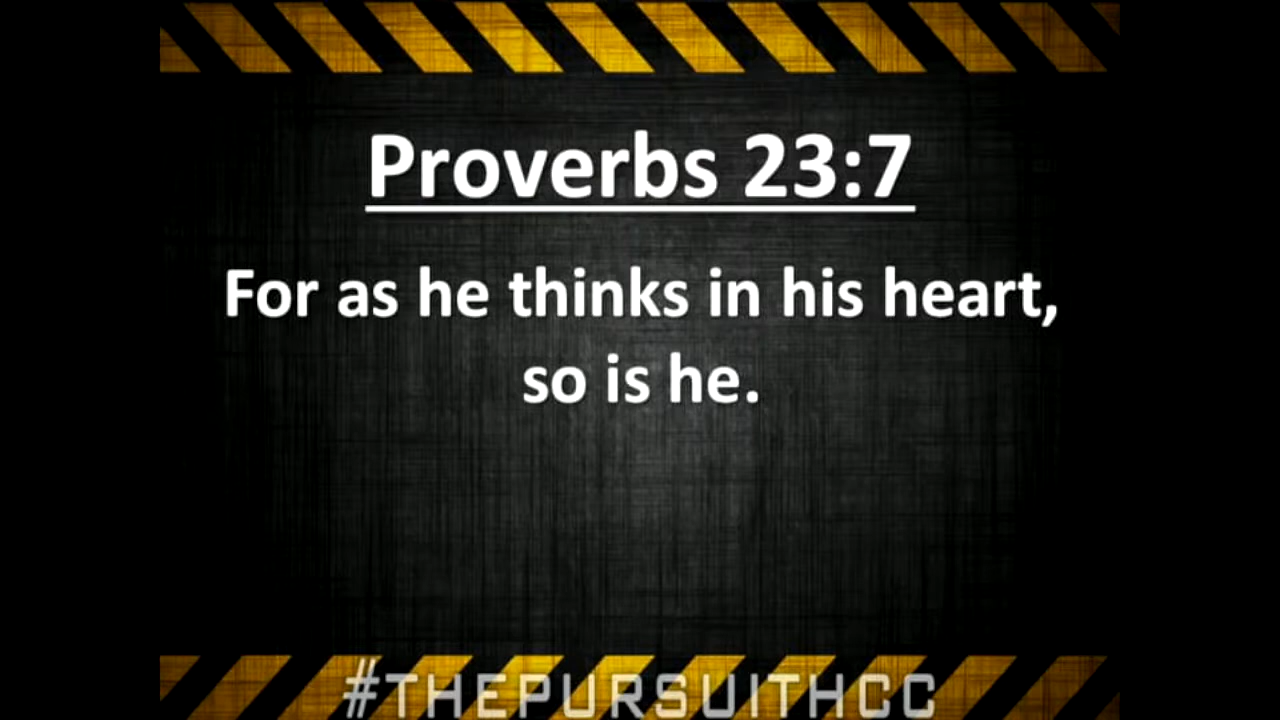 Proverbs 23:7
For as he thinks in his heart,
so is he.
#THEPURSUITHCC